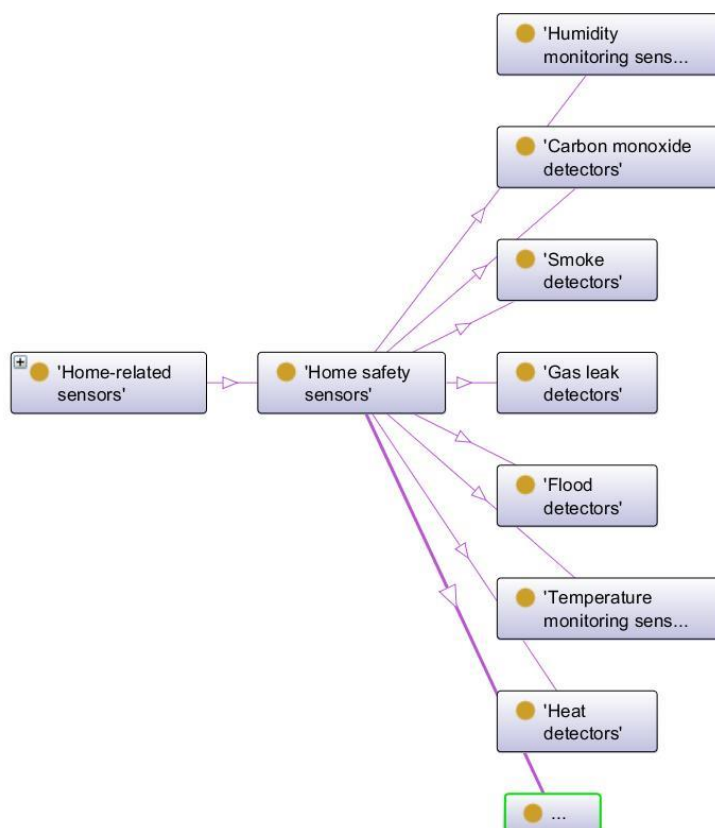 'Humidity
monitoring sens...
'Carbon monoxide
detectors'
'Smoke
detectors'
'Home-related
sensors'
'Home safety
sensors'
'Gas leak
detectors'
'Flood
detectors'
'Temperature
monitoring sens...
'Heat
detectors'
...